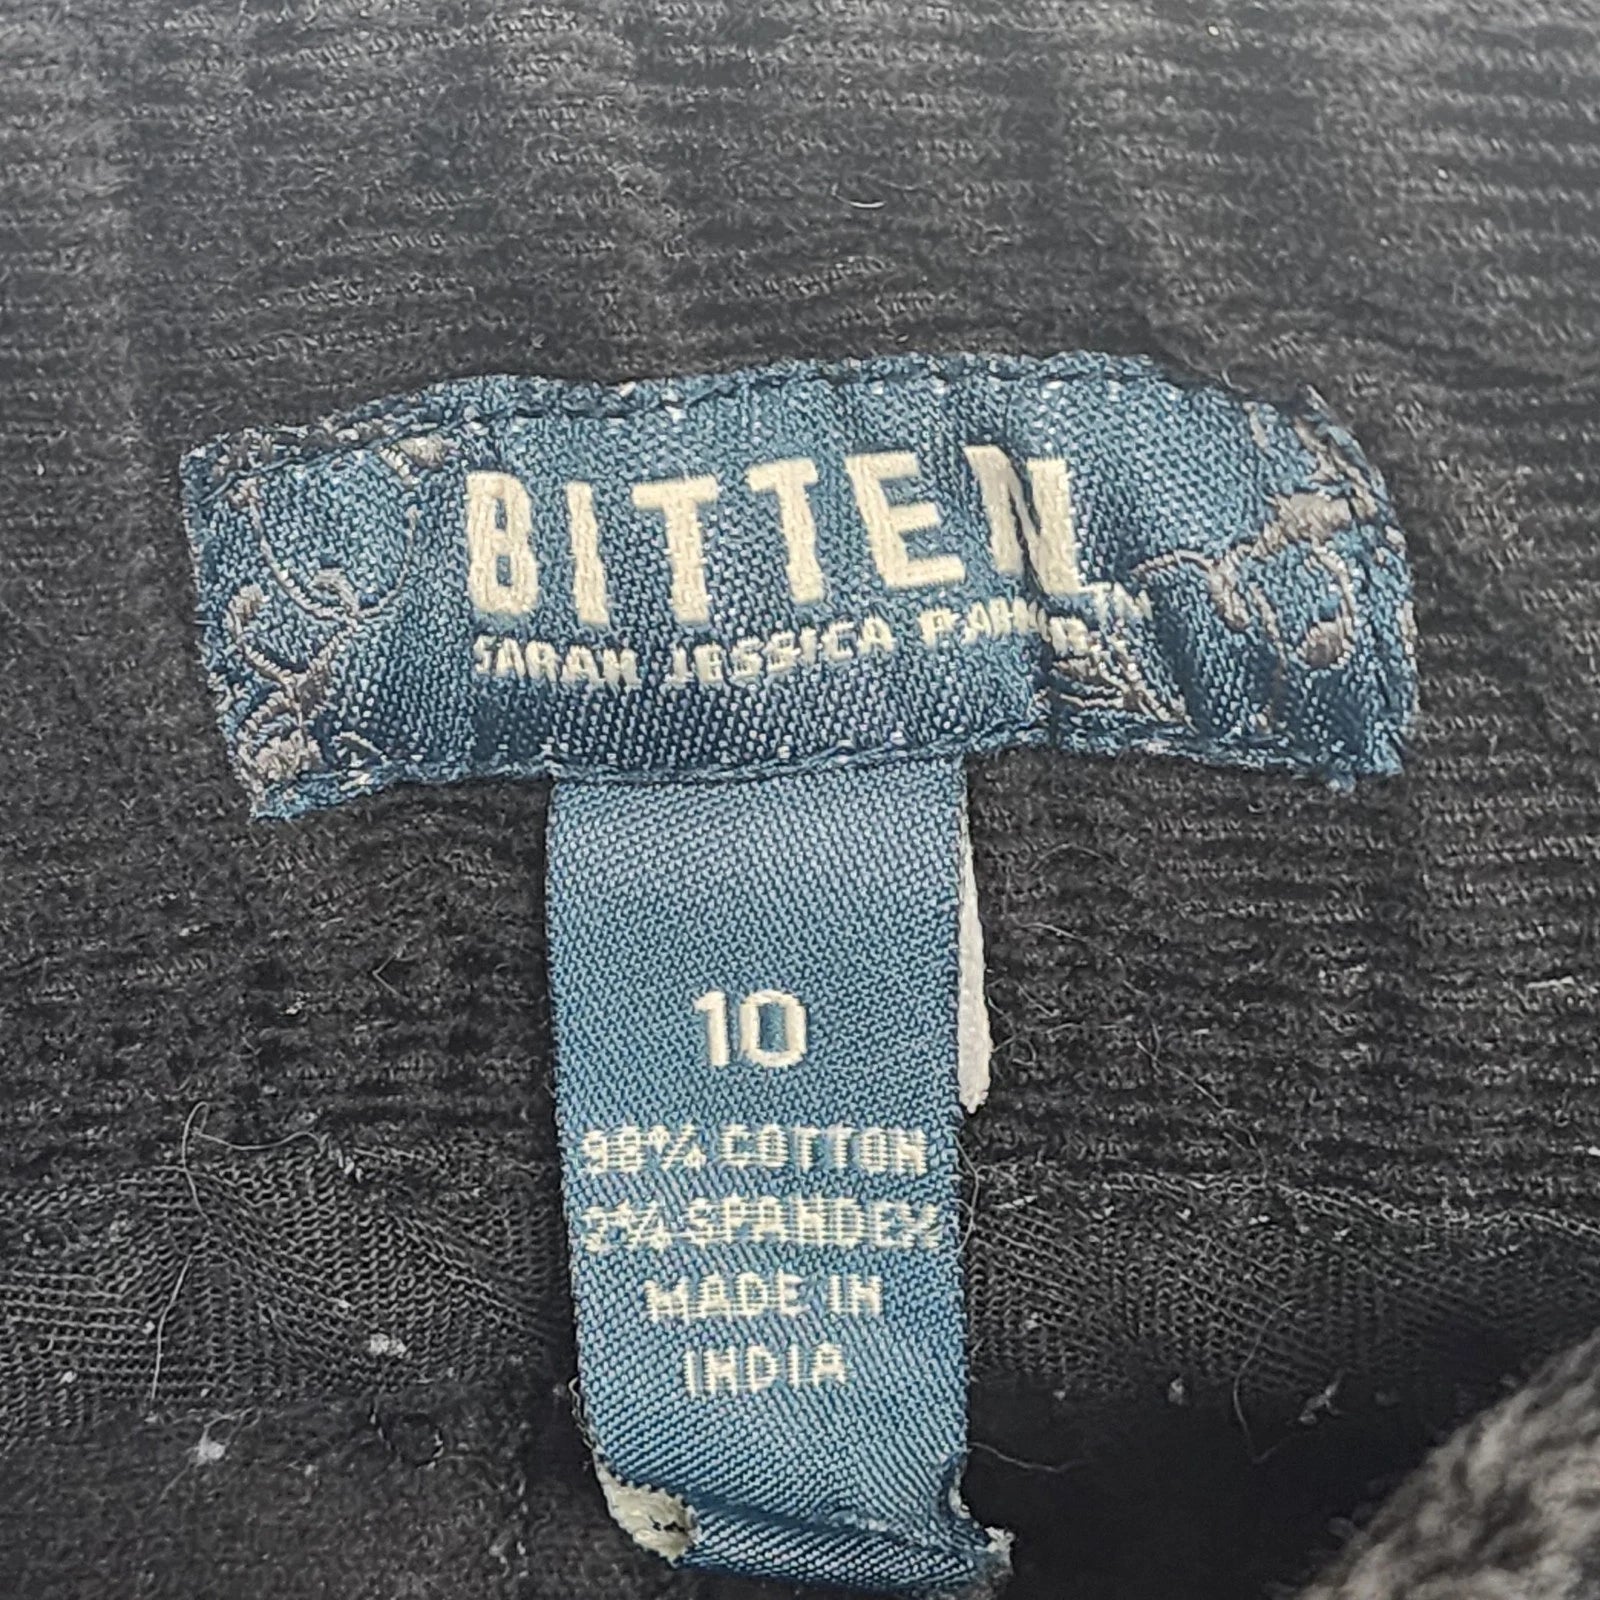 BITTEN
SARAH JESSICA PARKER
10
98% COTTON
2% SPANDEX
MADE IN
INDIA